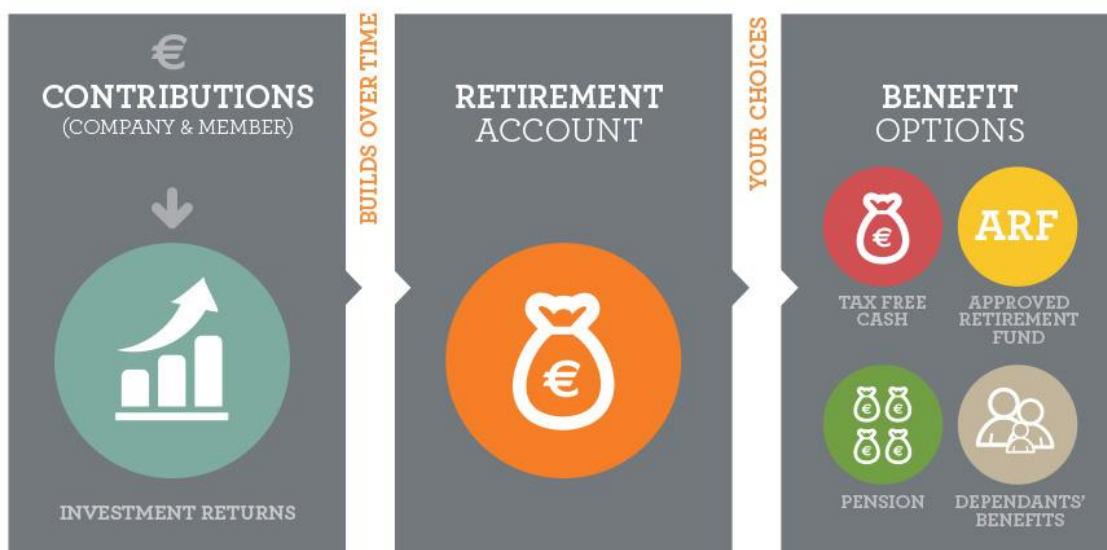 €
CONTRIBUTIONS
(COMPANY & MEMBER)
INVESTMENT RETURNS
BUILDS OVER TIME
RETIREMENT
ACCOUNT
€
YOUR CHOICES
BENEFIT
OPTIONS
€
ARF
TAX FREE
CASH
APPROVED
RETIREMENT
FUND
€ €
€ €
PENSION
DEPENDANTS'
BENEFITS